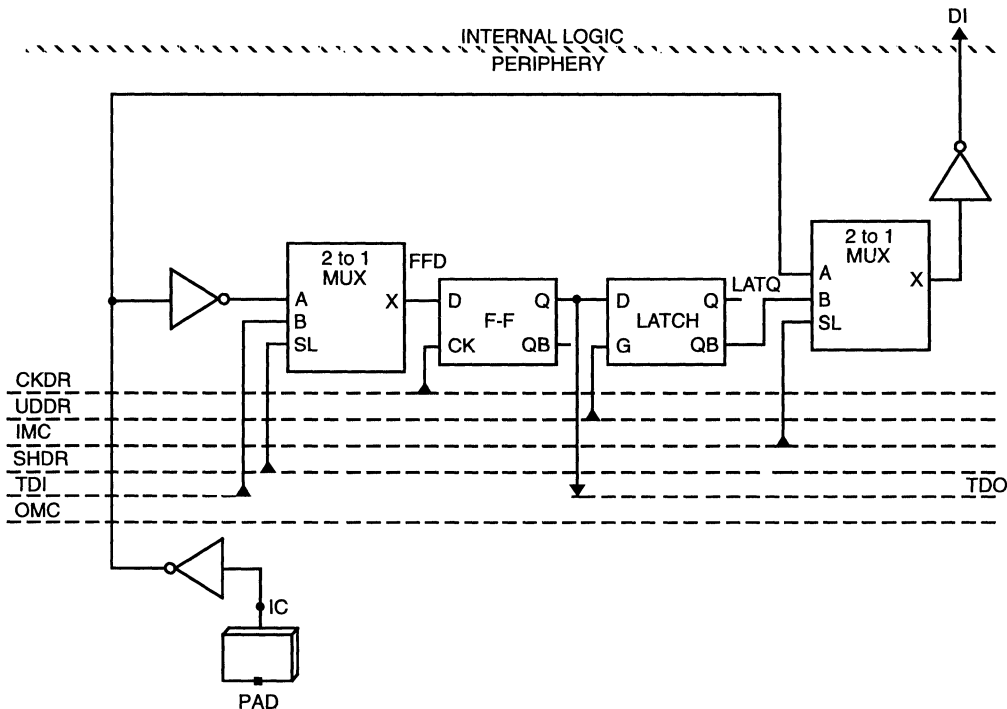 DI
INTERNAL LOGIC
PERIPHERY
2 to 1
MUX
A
B
SL
X
FFD
D
Q
F-F
CK
QB
D
Q
LATCH
G
QB
LATQ
2 to 1
MUX
A
B
SL
X
CKDR
UDDR
IMC
SHDR
TDI
TDO
OMC
IC
PAD